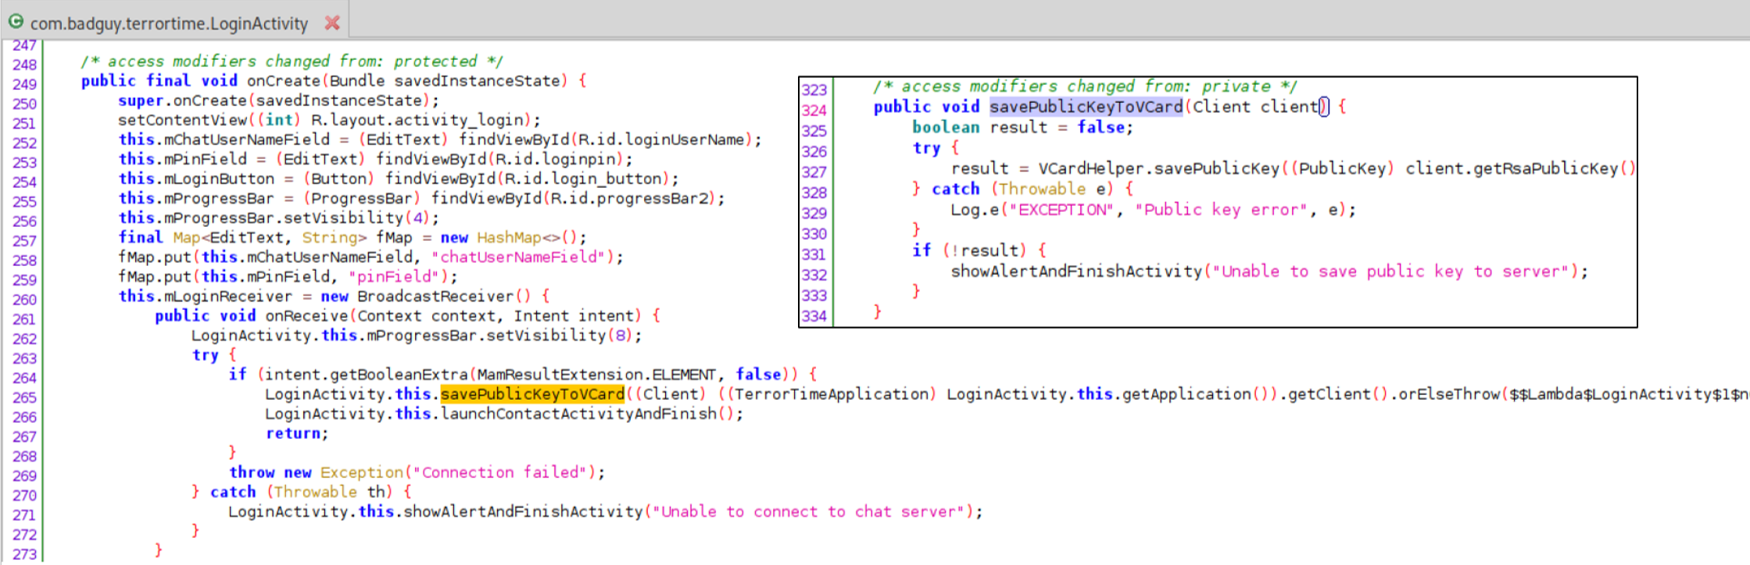 com.badguy.terrortime.LoginActivity
247
248 /* access modifiers changed from: protected */
249 public final void onCreate(Bundle savedInstanceState) {
250 super.onCreate(savedInstanceState);
251 setContentView((int) R.layout.activity_login);
252 this.mChatUserNameField = (EditText) findViewById(R.id.loginUserName);
253 this.mPinField = (EditText) findViewById(R.id.loginpin);
254 this.mLoginButton = (Button) findViewById(R.id.login_button);
255 this.mProgressBar = (ProgressBar) findViewById(R.id.progressBar2);
256 this.mProgressBar.setVisibility(4);
257 final Map<EditText, String> fMap = new HashMap<>();
258 fMap.put(this.mChatUserNameField, "chatUserNameField");
259 fMap.put(this.mPinField, "pinField");
260 this.mLoginReceiver = new BroadcastReceiver() {
261 public void onReceive(Context context, Intent intent) {
262 LoginActivity.this.mProgressBar.setVisibility(8);
263 try {
264 if (intent.getBooleanExtra(MamResultExtension.ELEMENT, false)) {
265 LoginActivity.this.savePublicKeyToVCard((Client) ((TerrorTimeApplication) LoginActivity.this.getApplication()).getClient().orElseThrow($$Lambda$LoginActivity$1$n
266 LoginActivity.this.launchContactActivityAndFinish();
267 return;
268 }
269 throw new Exception("Connection failed");
270 } catch (Throwable th) {
271 LoginActivity.this.showAlertAndFinishActivity("Unable to connect to chat server");
272 }
273 }
323 /* access modifiers changed from: private */
324 public void savePublicKeyToVCard(Client client) {
325 boolean result = false;
326 try {
327 result = VCardHelper.savePublicKey((PublicKey) client.getRsaPublicKey()
328 } catch (Throwable e) {
329 Log.e("EXCEPTION", "Public key error", e);
330 }
331 if (!result) {
332 showAlertAndFinishActivity("Unable to save public key to server");
333 }
334 }